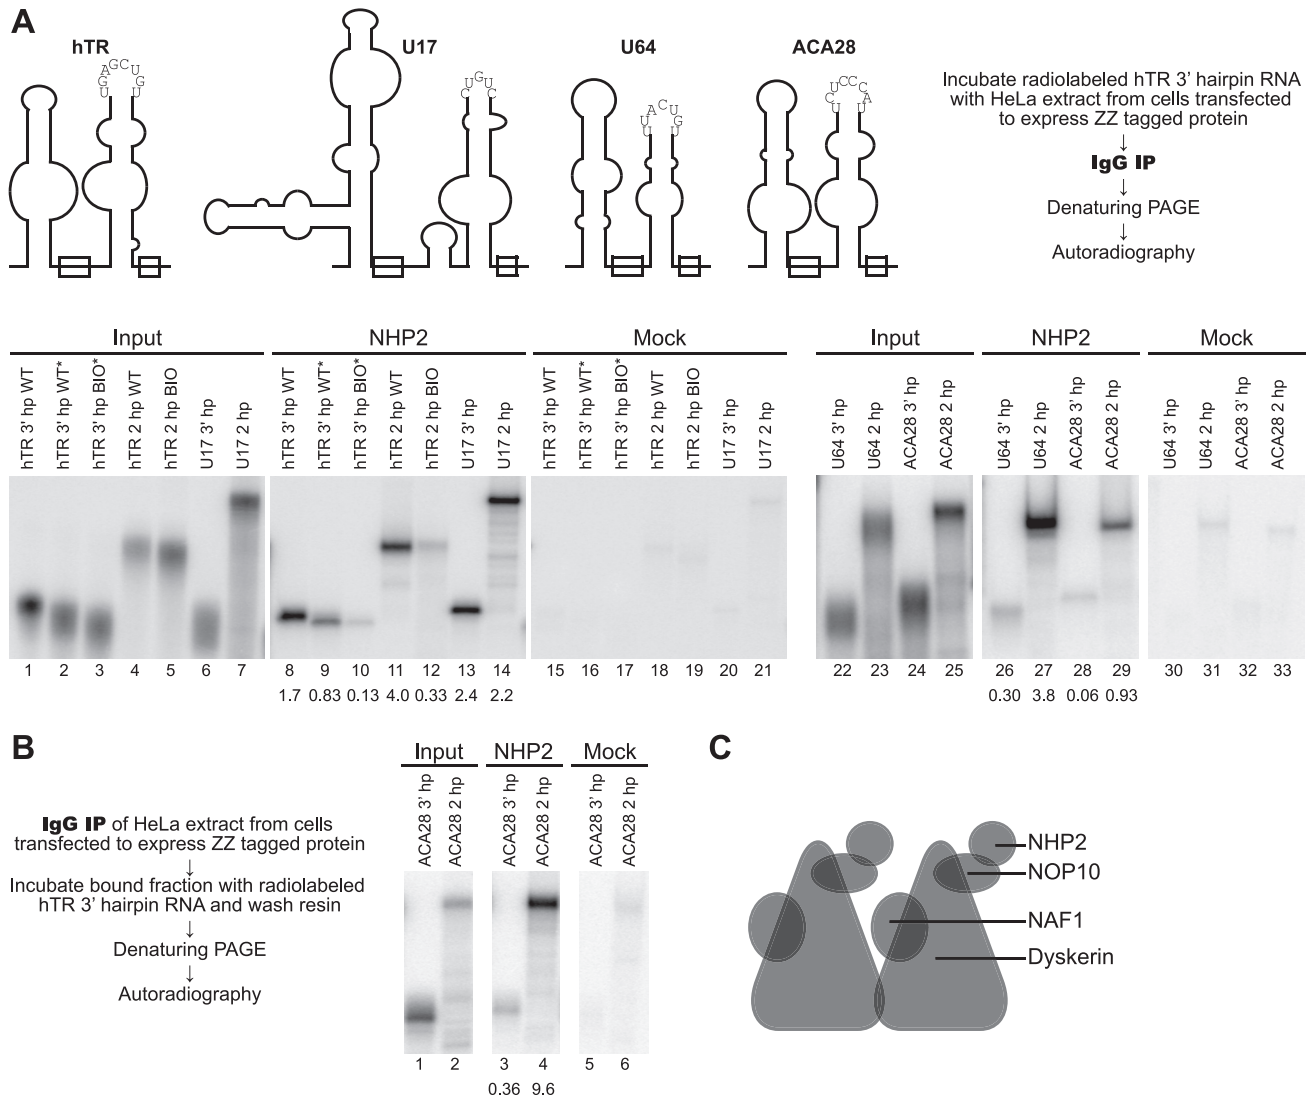 A
hTR
U17
U64
ACA28
U G A G C U G U
C U G U C
U U A C U G U
U C U C C C A U
Incubate radiolabeled hTR 3' hairpin RNA
with HeLa extract from cells transfected
to express ZZ tagged protein
↓
IgG IP
↓
Denaturing PAGE
↓
Autoradiography
Input
NHP2
Mock
Input
NHP2
Mock
hTR 3' hp WT
hTR 3' hp WT*
hTR 3' hp BIO*
hTR 2 hp WT
hTR 2 hp BIO
U17 3' hp
U17 2 hp
hTR 3' hp WT
hTR 3' hp WT*
hTR 3' hp BIO*
hTR 2 hp WT
hTR 2 hp BIO
U17 3' hp
U17 2 hp
hTR 3' hp WT
hTR 3' hp WT*
hTR 3' hp BIO*
hTR 2 hp WT
hTR 2 hp BIO
U17 3' hp
U17 2 hp
U64 3' hp
U64 2 hp
ACA28 3' hp
ACA28 2 hp
U64 3' hp
U64 2 hp
ACA28 3' hp
ACA28 2 hp
U64 3' hp
U64 2 hp
ACA28 3' hp
ACA28 2 hp
1 2 3 4 5 6 7 8 9 10 11 12 13 14 15 16 17 18 19 20 21 22 23 24 25 26 27 28 29 30 31 32 33
1.7 0.83 0.13 4.0 0.33 2.4 2.2 0.30 3.8 0.06 0.93
B
IgG IP of HeLa extract from cells
transfected to express ZZ tagged protein
↓
Incubate bound fraction with radiolabeled
hTR 3' hairpin RNA and wash resin
↓
Denaturing PAGE
↓
Autoradiography
Input
NHP2
Mock
ACA28 3' hp
ACA28 2 hp
ACA28 3' hp
ACA28 2 hp
ACA28 3' hp
ACA28 2 hp
1 2 3 4 5 6
0.36 9.6
C
NHP2
NOP10
NAF1
Dyskerin